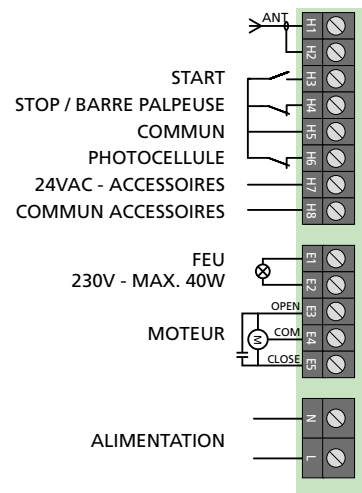 ANT
H1
H2
START
H3
STOP / BARRE PALPEUSE
H4
COMMUN
H5
PHOTOCELLULE
H6
24VAC - ACCESSOIRES
H7
COMMUN ACCESSOIRES
H8
FEU
230V - MAX. 40W
E1
E2
MOTEUR
OPEN
E3
M
COM
E4
CLOSE
E5
ALIMENTATION
N
L